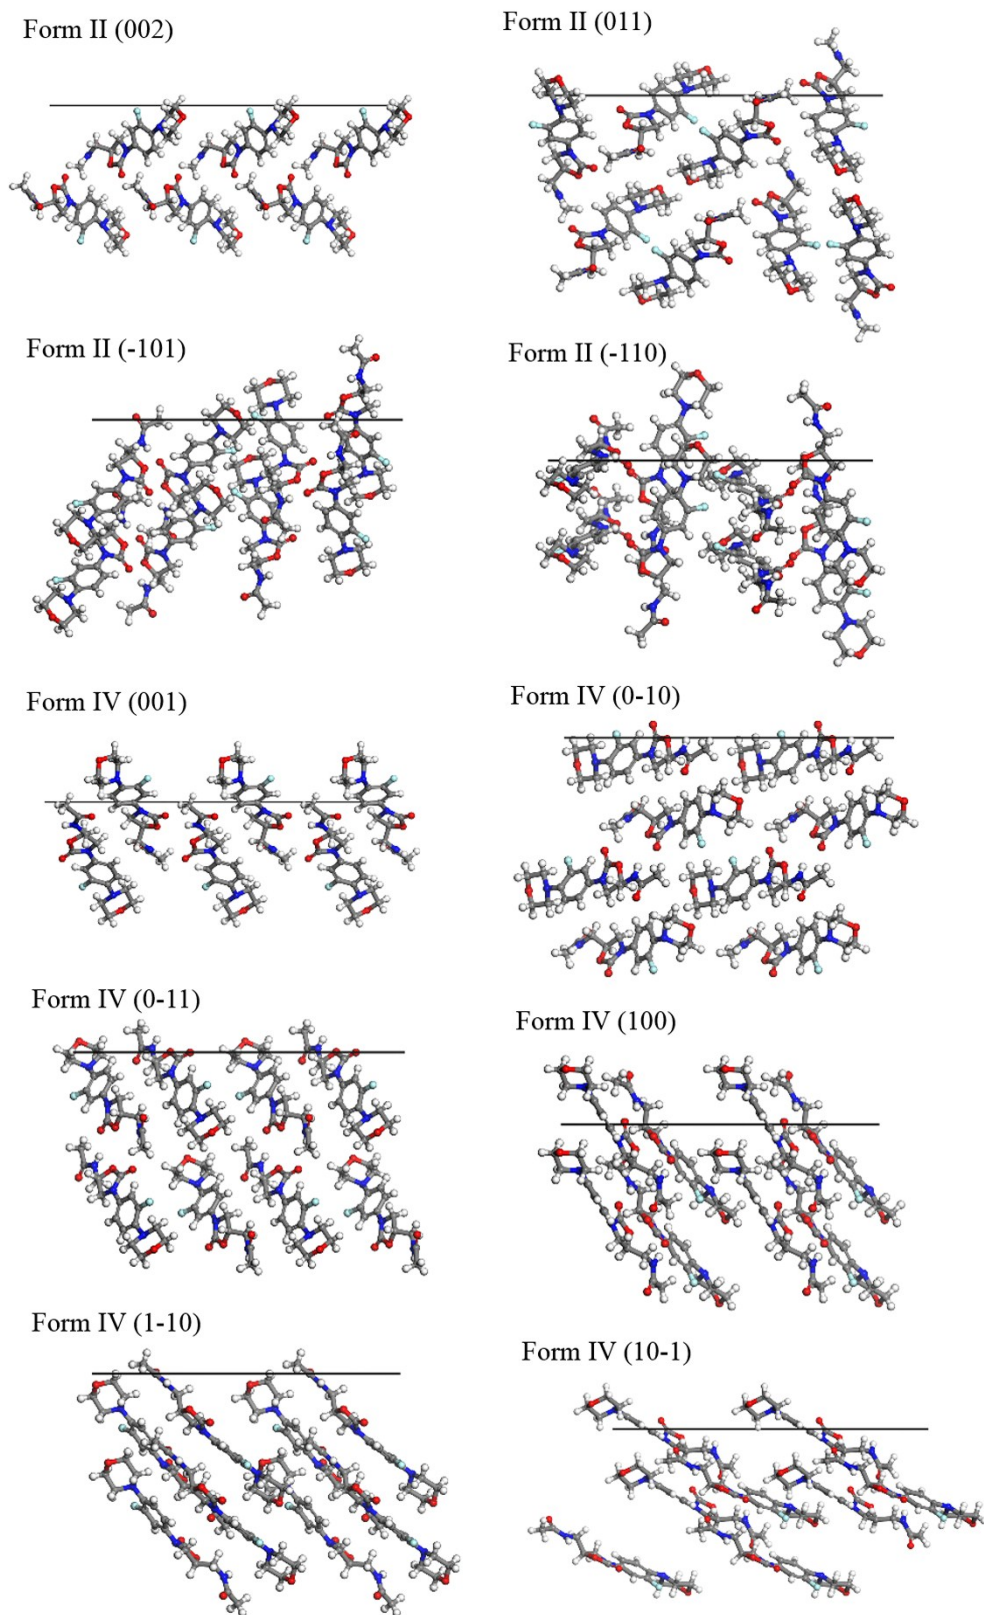 Form II (002)
Form II (011)
Form II (-101)
Form II (-110)
Form IV (001)
Form IV (0-10)
Form IV (0-11)
Form IV (100)
Form IV (1-10)
Form IV (10-1)